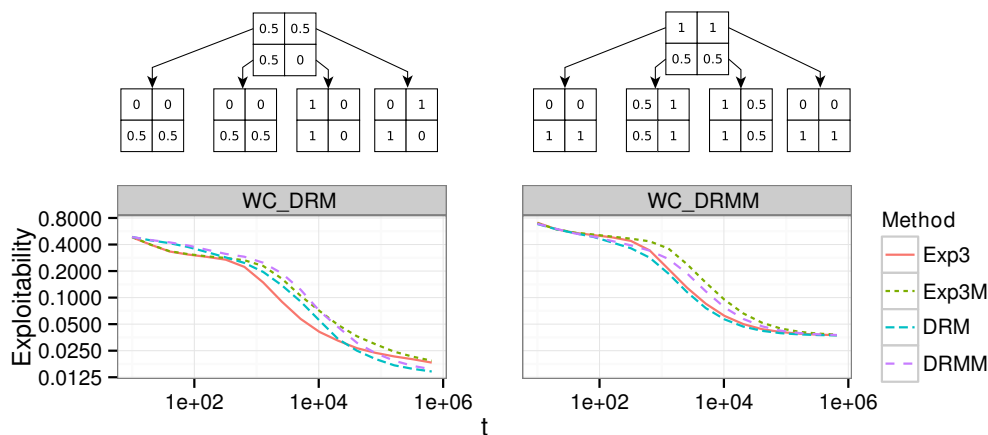 0.5 0.5 1 1
0.5 0 0.5 0.5
0 0 0 0 1 0 0 1 0 0 0.5 1 1 0.5 0 0
0.5 0.5 0.5 0.5 1 0 1 0 1 1 0.5 1 1 0.5 1 1
WC_DRM WC_DRMM
0.8000
0.4000
0.2000
0.1000
0.0500
0.0250
0.0125
Exploitability
1e+02 1e+04 1e+06 1e+02 1e+04 1e+06
t
Method
Exp3
Exp3M
DRM
DRMM